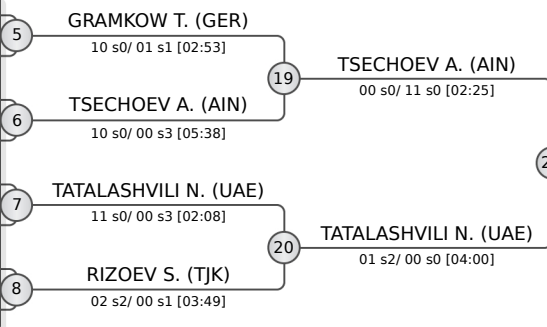 5
GRAMKOW T. (GER)
10 s0/ 01 s1 [02:53]
19
TSECHOEV A. (AIN)
00 s0/ 11 s0 [02:25]
6
TSECHOEV A. (AIN)
10 s0/ 00 s3 [05:38]
7
TATALASHVILI N. (UAE)
11 s0/ 00 s3 [02:08]
20
TATALASHVILI N. (UAE)
01 s2/ 00 s0 [04:00]
8
RIZOEV S. (TJK)
02 s2/ 00 s1 [03:49]